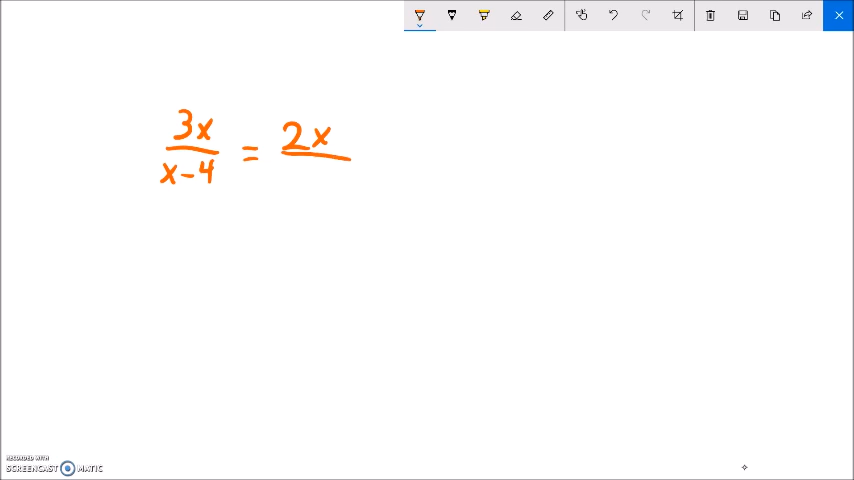 3x = 2x
x-4
RECORDED WITH
SCREENCAST MATIC